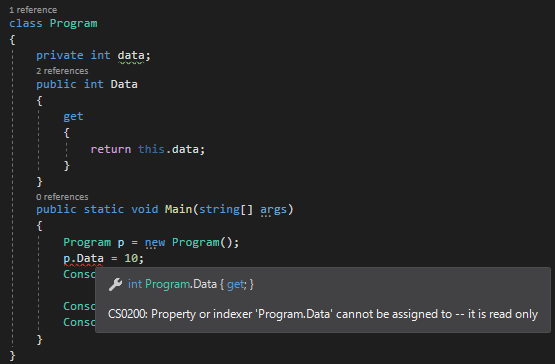 1 reference
class Program
{
private int data;
2 references
public int Data
{
get
{
return this.data;
}
}
0 references
public static void Main(string[] args)
{
Program p = new Program();
p.Data = 10;
Conso
int Program.Data { get; }
CS0200: Property or indexer 'Program.Data' cannot be assigned to -- it is read only
Conso
Conso
}
}